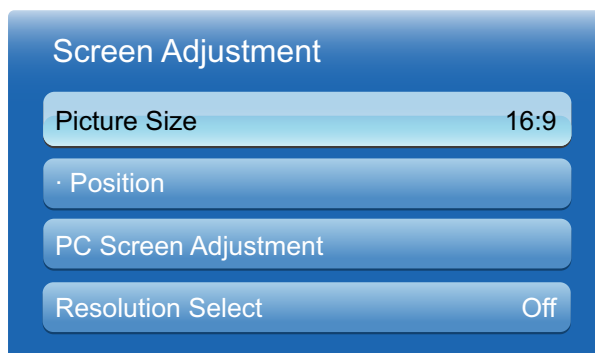 Screen Adjustment
Picture Size 16:9
· Position
PC Screen Adjustment
Resolution Select Off